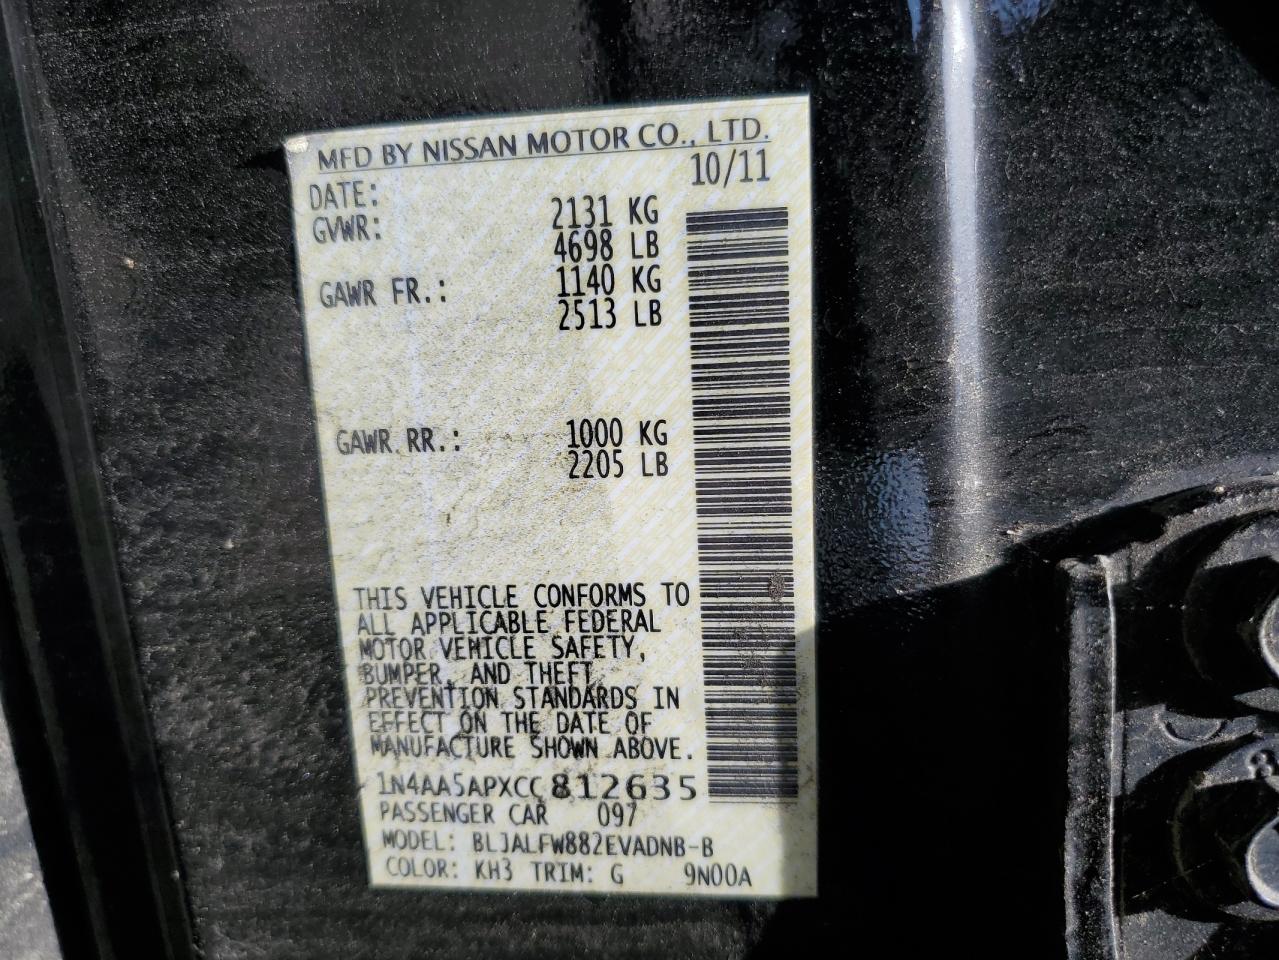 MFD BY NISSAN MOTOR CO., LTD.
DATE: 10/11
GVWR: 2131 KG
4698 LB
GAWR FR.: 1140 KG
2513 LB
GAWR RR.: 1000 KG
2205 LB
THIS VEHICLE CONFORMS TO
ALL APPLICABLE FEDERAL
MOTOR VEHICLE SAFETY,
BUMPER, AND THEFT
PREVENTION STANDARDS IN
EFFECT ON THE DATE OF
MANUFACTURE SHOWN ABOVE.
1N4AA5APXCC812635
PASSENGER CAR 097
MODEL: BLJALFW882EVADNB-B
COLOR: KH3 TRIM: G 9N00A